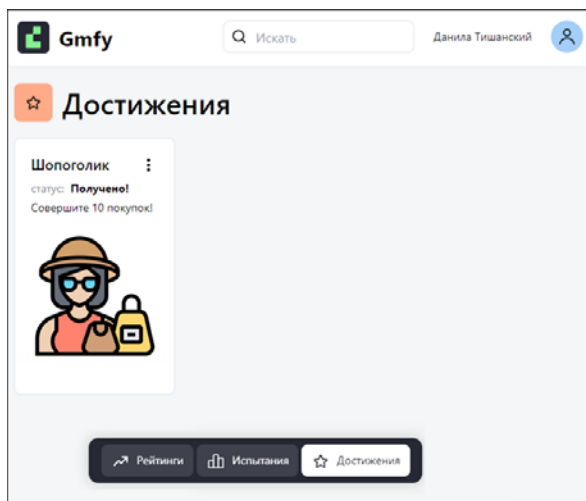 Gmfy
Искать
Данила Тишанский
Достижения
Шопоголик
статус: Получено!
Совершите 10 покупок!
Рейтинги
Испытания
Достижения